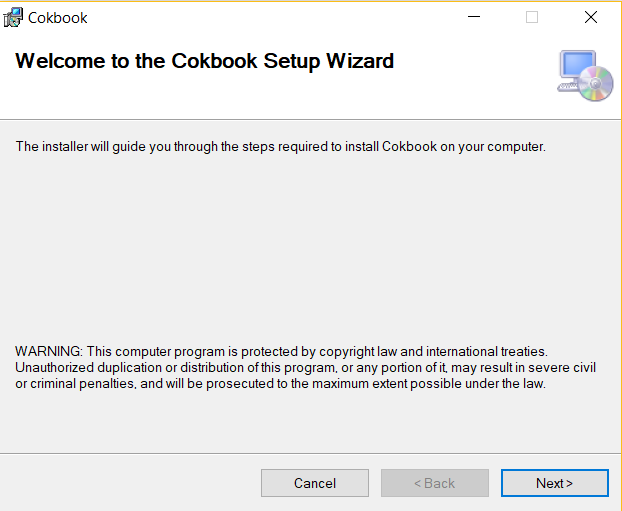 Cokbook
Welcome to the Cokbook Setup Wizard
The installer will guide you through the steps required to install Cokbook on your computer.
WARNING: This computer program is protected by copyright law and international treaties.
Unauthorized duplication or distribution of this program, or any portion of it, may result in severe civil
or criminal penalties, and will be prosecuted to the maximum extent possible under the law.
Cancel
< Back
Next >